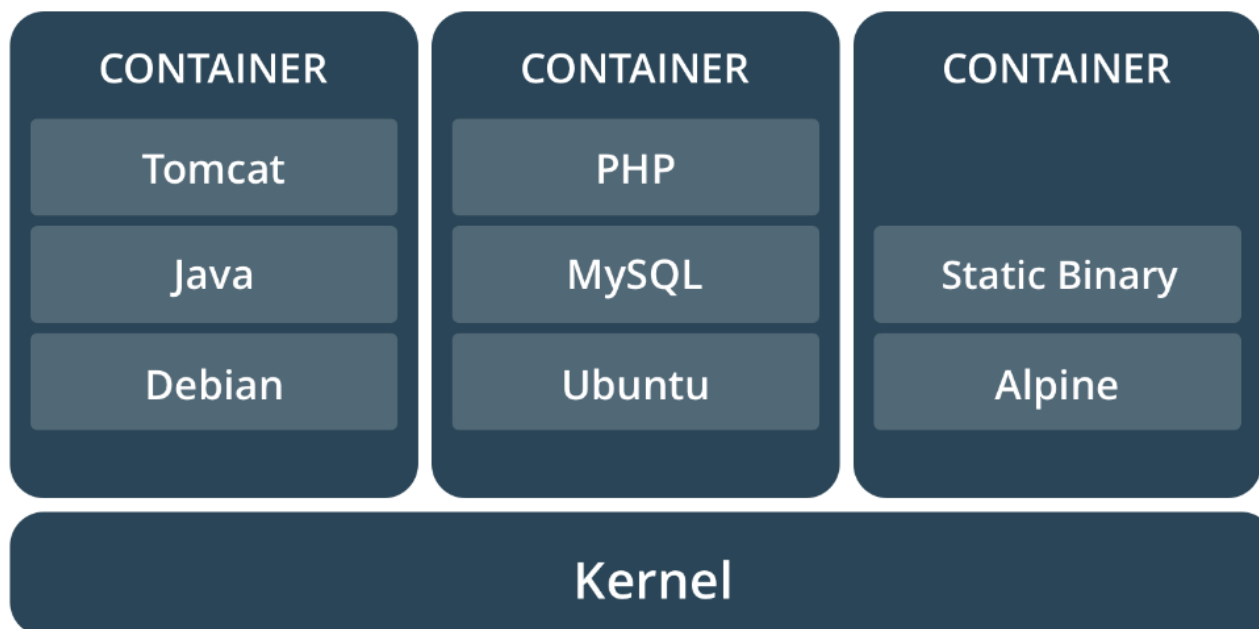 CONTAINER
Tomcat
Java
Debian
CONTAINER
PHP
MySQL
Ubuntu
CONTAINER
Static Binary
Alpine
Kernel